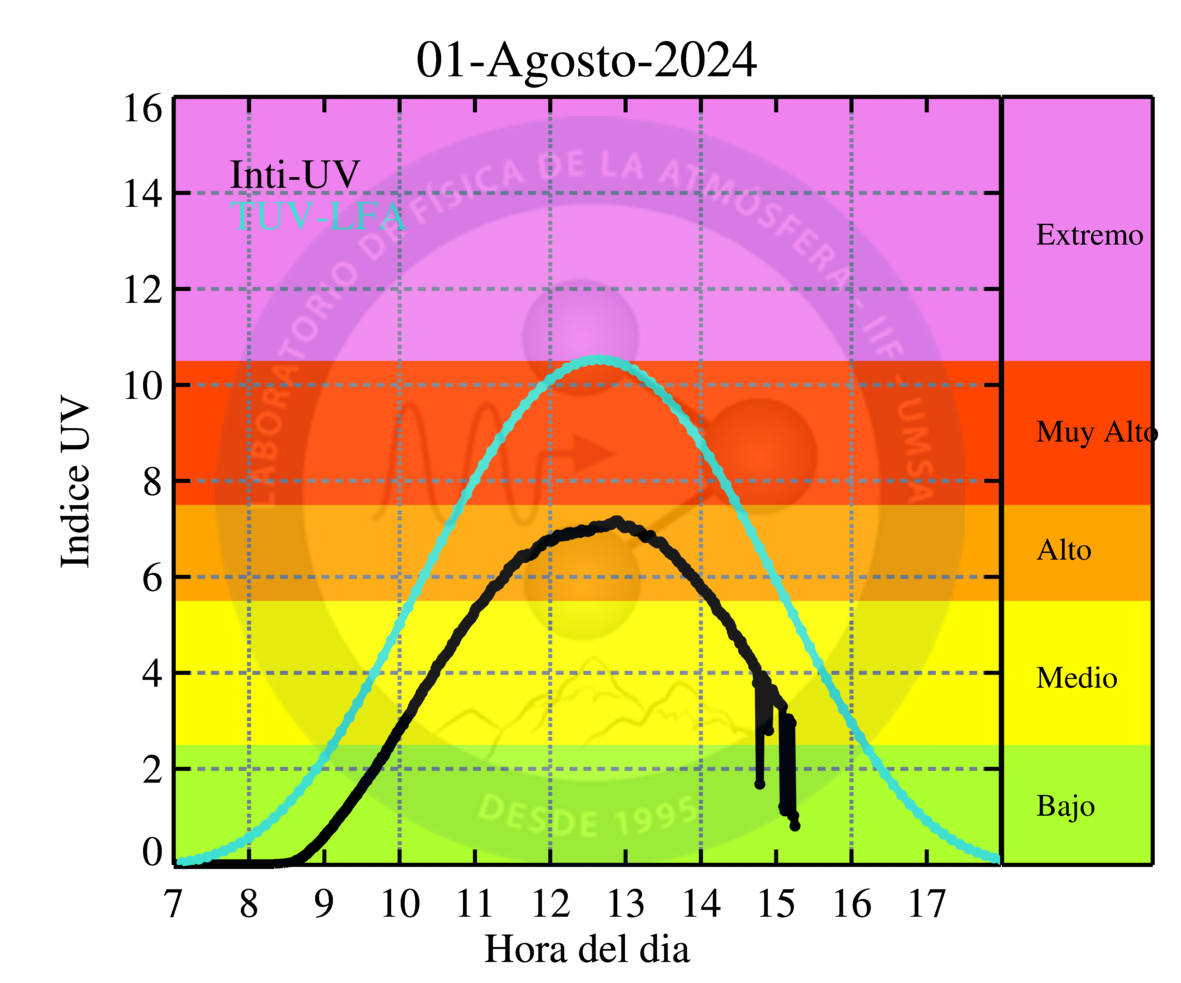 01-Agosto-2024
16
14
12
10
8
6
4
2
0
Indice UV
Inti-UV
TUV-LFA
LABORATORIO DE FÍSICA DE LA ATMÓSFERA - IIF - UMSA
DESDE 1995
Extremo
Muy Alto
Alto
Medio
Bajo
7 8 9 10 11 12 13 14 15 16 17
Hora del dia